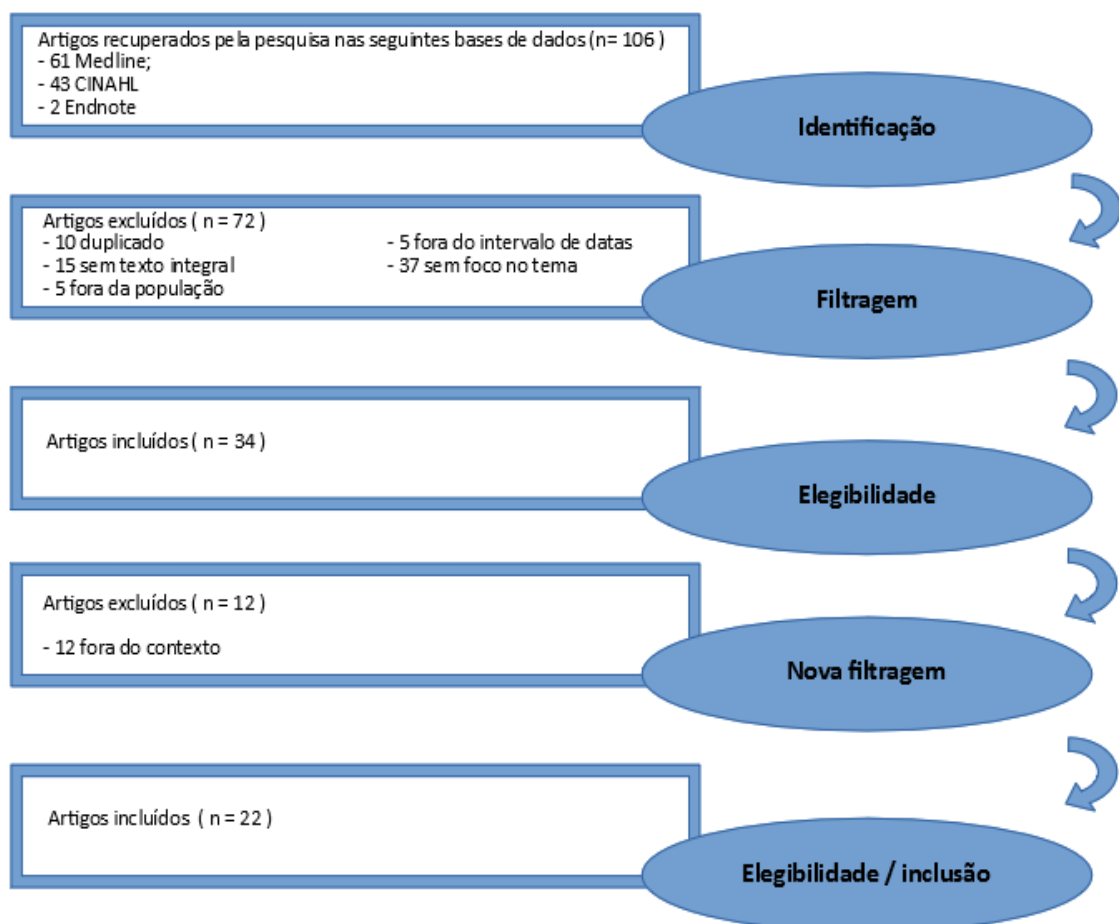 Artigos recuperados pela pesquisa nas seguintes bases de dados (n= 106 )
- 61 Medline;
- 43 CINAHL
- 2 Endnote
Identificação
Artigos excluídos ( n = 72 )
- 10 duplicado
- 15 sem texto integral
- 5 fora da população
- 5 fora do intervalo de datas
- 37 sem foco no tema
Filtragem
Artigos incluídos ( n = 34 )
Elegibilidade
Artigos excluídos ( n = 12 )
- 12 fora do contexto
Nova filtragem
Artigos incluídos ( n = 22 )
Elegibilidade / inclusão